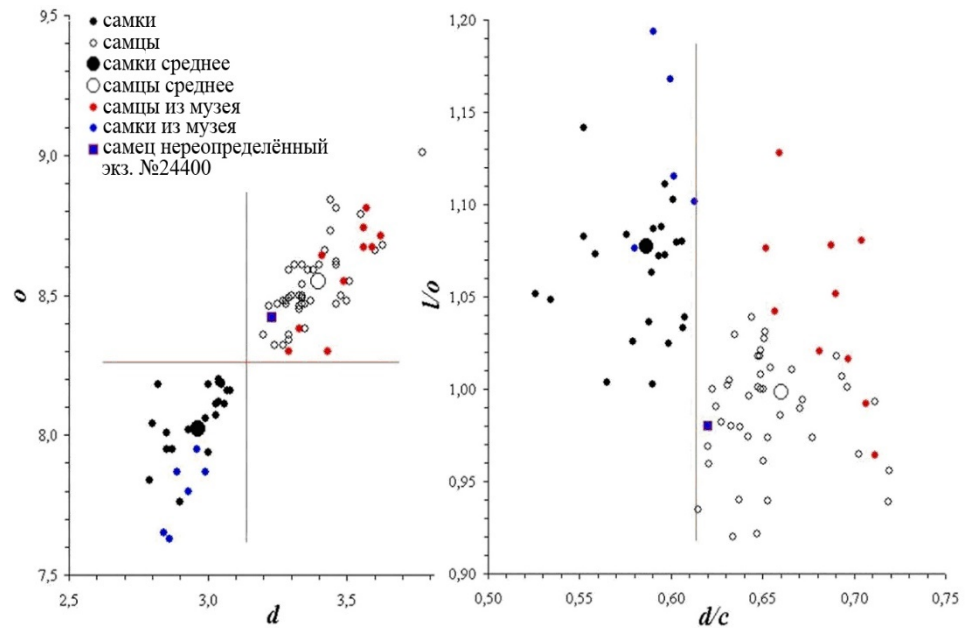 9,5
9,0
8,5
8,0
7,5
o
2,5
3,0
3,5
d
самки
самцы
самки среднее
самцы среднее
самцы из музея
самки из музея
самец нереопределённый
экз. №24400
1,20
1,15
1,10
1,05
1,00
0,95
0,90
l/o
0,50
0,55
0,60
0,65
0,70
0,75
d/c